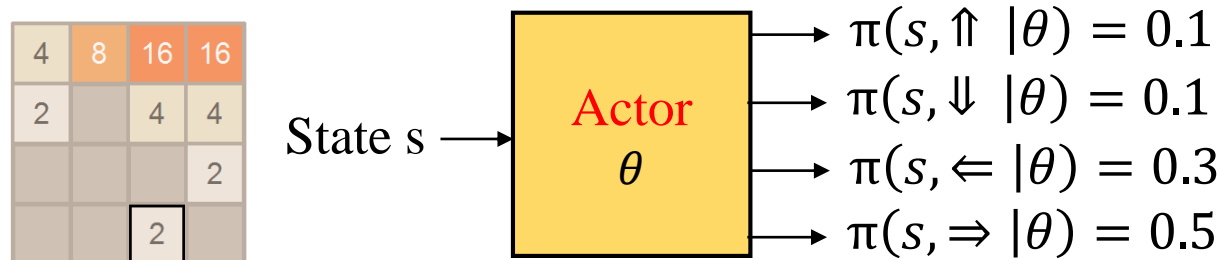 4 8 16 16
2 4 4
2
2
State s
Actor
θ
π(s, ⇑ |θ) = 0.1
π(s, ⇓ |θ) = 0.1
π(s, ⇐ |θ) = 0.3
π(s, ⇒ |θ) = 0.5